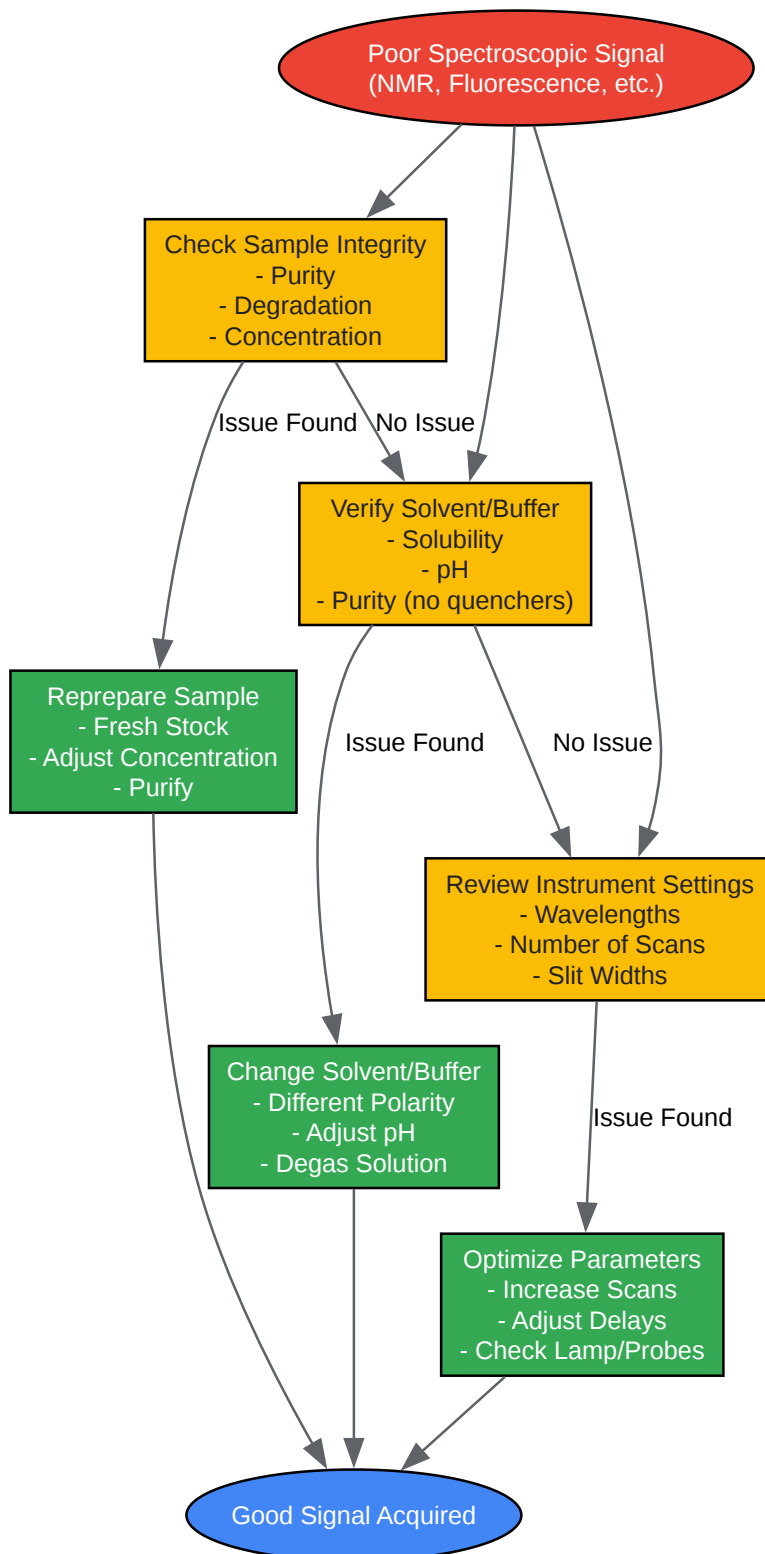 Poor Spectroscopic Signal
(NMR, Fluorescence, etc.)
Check Sample Integrity
- Purity
- Degradation
- Concentration
Issue Found
No Issue
Verify Solvent/Buffer
- Solubility
- pH
- Purity (no quenchers)
Reprepare Sample
- Fresh Stock
- Adjust Concentration
- Purify
Issue Found
No Issue
Review Instrument Settings
- Wavelengths
- Number of Scans
- Slit Widths
Change Solvent/Buffer
- Different Polarity
- Adjust pH
- Degas Solution
Issue Found
Optimize Parameters
- Increase Scans
- Adjust Delays
- Check Lamp/Probes
Good Signal Acquired